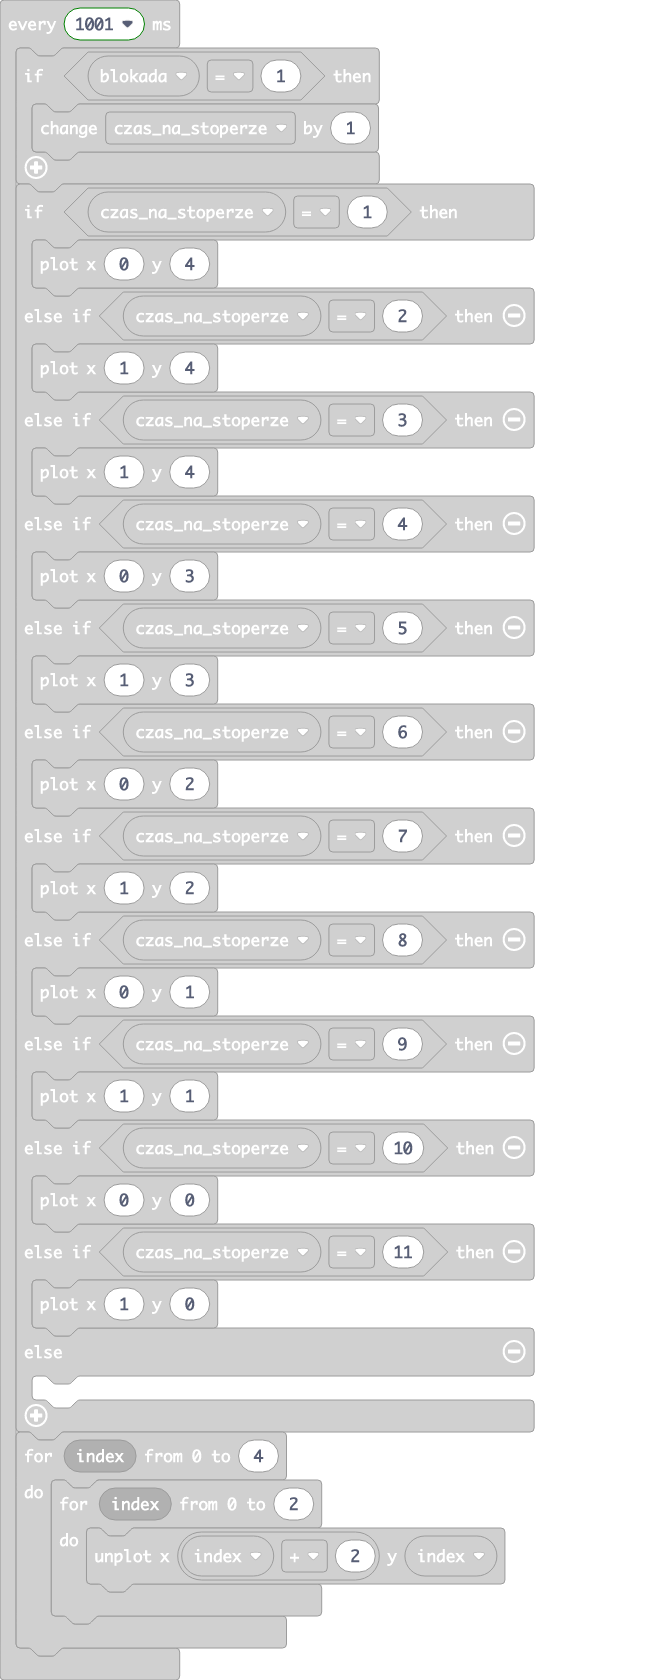 every 1001 ms
if blokada = 1 then
change czas_na_stoperze by 1
if czas_na_stoperze = 1 then
plot x 0 y 4
else if czas_na_stoperze = 2 then
plot x 1 y 4
else if czas_na_stoperze = 3 then
plot x 1 y 4
else if czas_na_stoperze = 4 then
plot x 0 y 3
else if czas_na_stoperze = 5 then
plot x 1 y 3
else if czas_na_stoperze = 6 then
plot x 0 y 2
else if czas_na_stoperze = 7 then
plot x 1 y 2
else if czas_na_stoperze = 8 then
plot x 0 y 1
else if czas_na_stoperze = 9 then
plot x 1 y 1
else if czas_na_stoperze = 10 then
plot x 0 y 0
else if czas_na_stoperze = 11 then
plot x 1 y 0
else
for index from 0 to 4
do
for index from 0 to 2
do
unplot x index + 2 y index